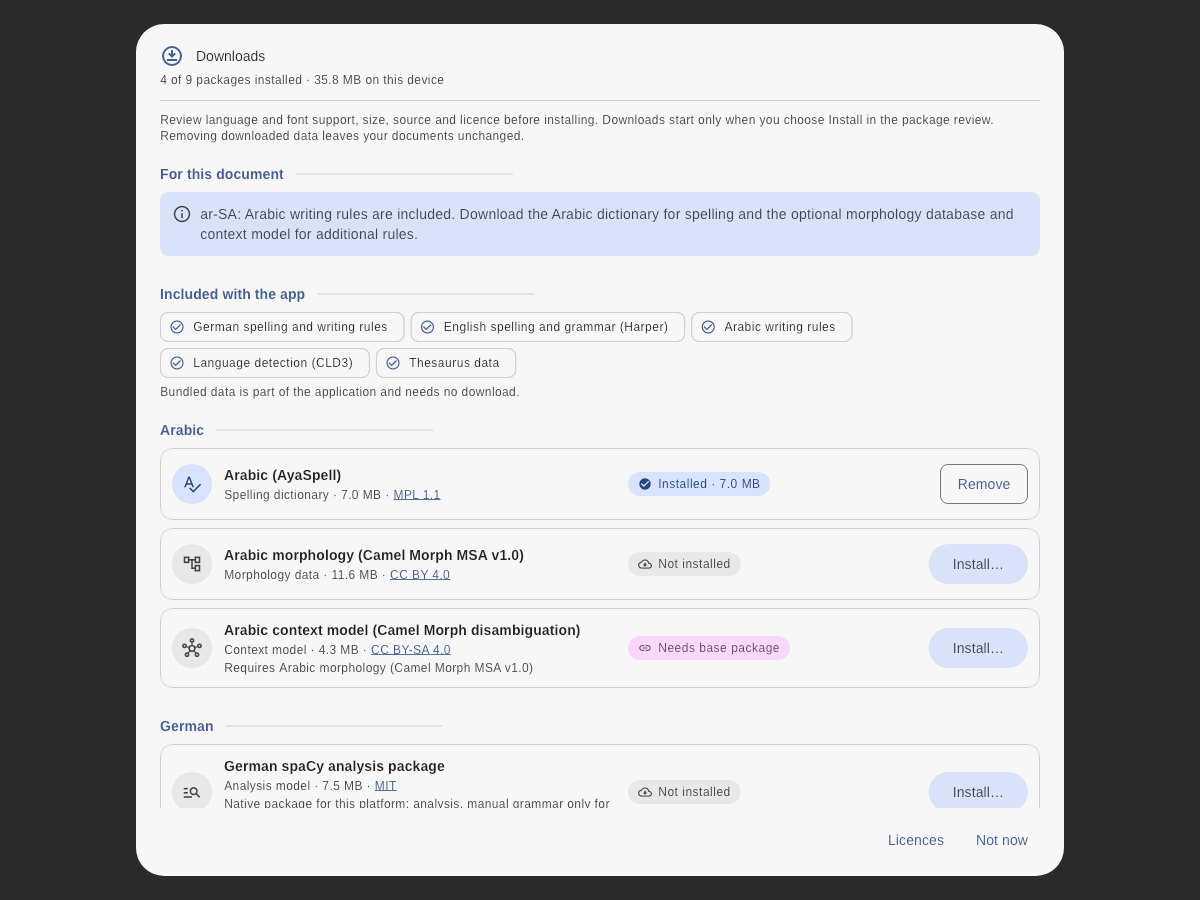 Downloads
4 of 9 packages installed · 35.8 MB on this device
Review language and font support, size, source and licence before installing. Downloads start only when you choose Install in the package review.
Removing downloaded data leaves your documents unchanged.
For this document
ar-SA: Arabic writing rules are included. Download the Arabic dictionary for spelling and the optional morphology database and
context model for additional rules.
Included with the app
German spelling and writing rules
English spelling and grammar (Harper)
Arabic writing rules
Language detection (CLD3)
Thesaurus data
Bundled data is part of the application and needs no download.
Arabic
Arabic (AyaSpell)
Spelling dictionary · 7.0 MB · MPL 1.1
Installed · 7.0 MB
Remove
Arabic morphology (Camel Morph MSA v1.0)
Morphology data · 11.6 MB · CC BY 4.0
Not installed
Install…
Arabic context model (Camel Morph disambiguation)
Context model · 4.3 MB · CC BY-SA 4.0
Requires Arabic morphology (Camel Morph MSA v1.0)
Needs base package
Install…
German
German spaCy analysis package
Analysis model · 7.5 MB · MIT
Native package for this platform: analysis, manual grammar only for
Not installed
Install…
Licences
Not now